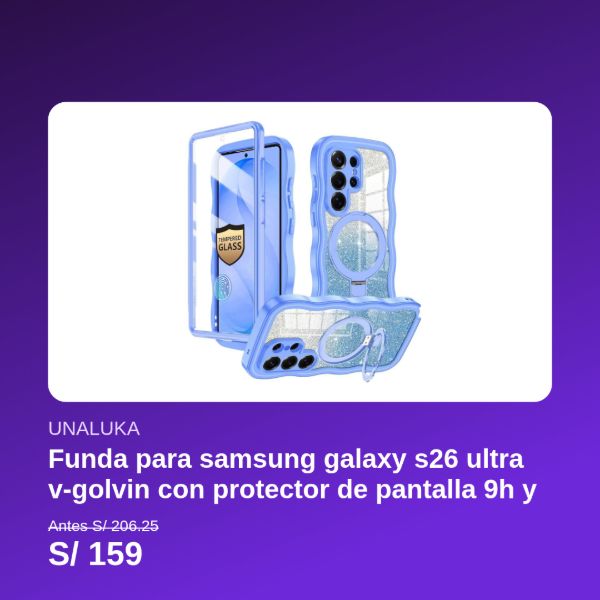 TEMPERED
GLASS
UNALUKA
Funda para samsung galaxy s26 ultra
v-golvin con protector de pantalla 9h y
Antes S/ 206.25
S/ 159